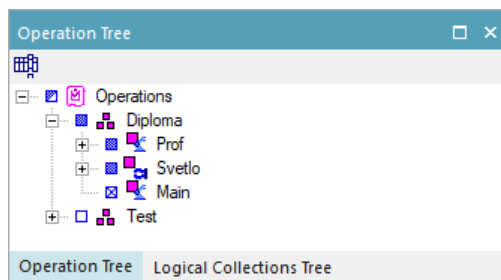 Operation Tree
Operations
Diploma
Prof
Svetlo
Main
Test
Operation Tree Logical Collections Tree